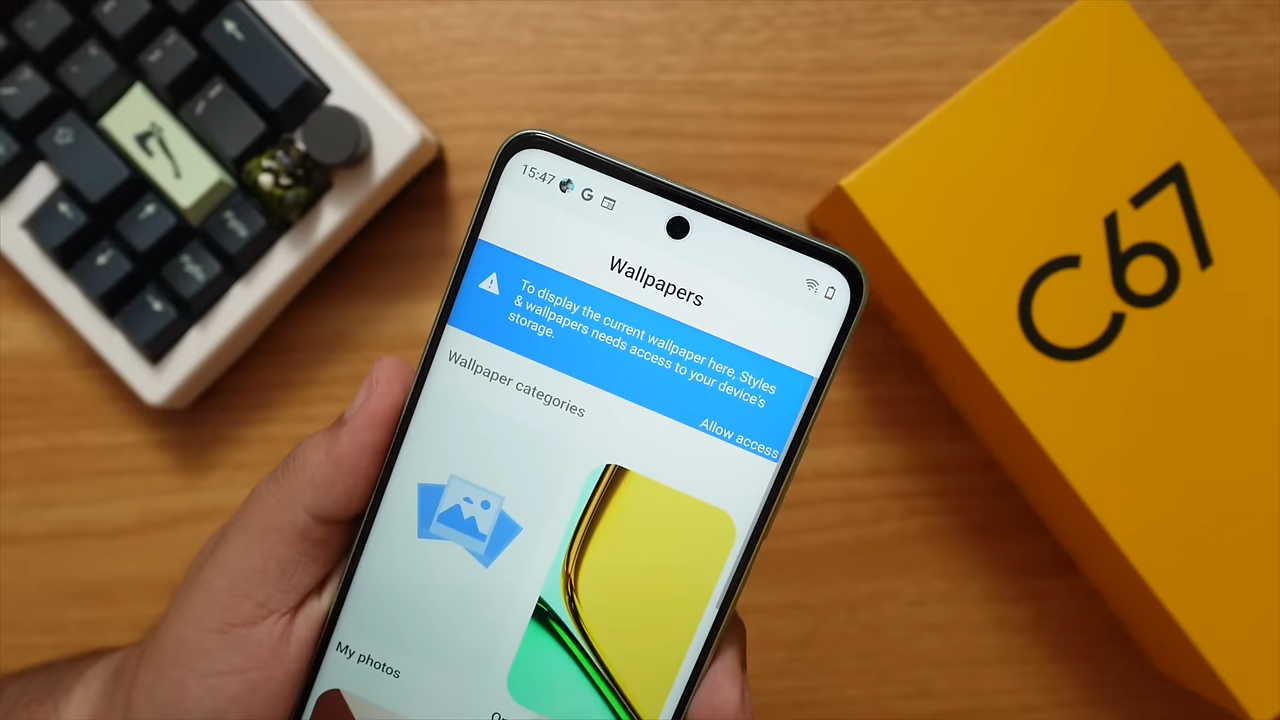 15:47
Wallpapers
To display the current wallpaper here, Styles
& wallpapers needs access to your device's
storage.
Allow access
Wallpaper categories
My photos
C67